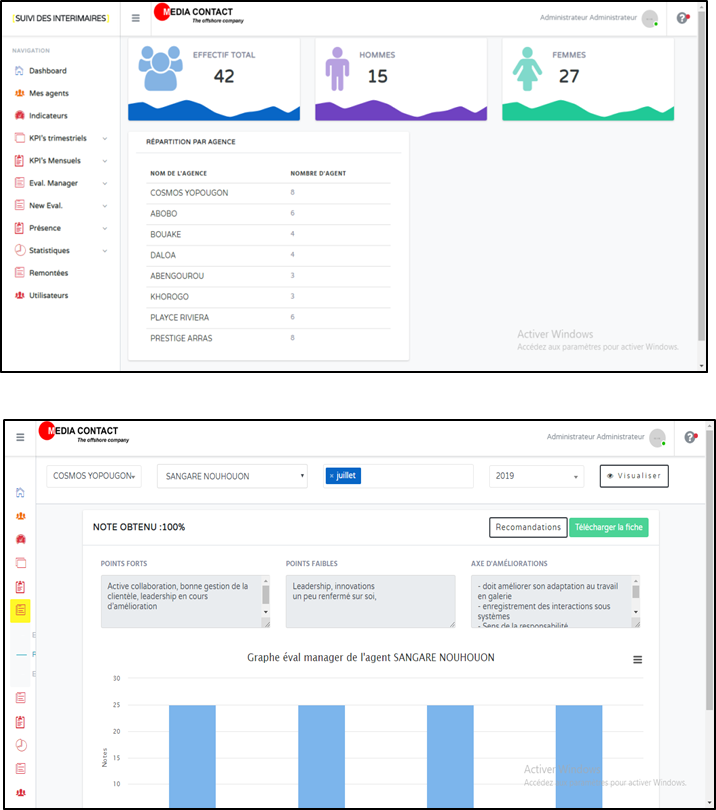 (SUIVI DES INTERIMAIRES)
MEDIA CONTACT
The offshore company
Administrateur Administrateur
NAVIGATION
Dashboard
Mes agents
Indicateurs
KPI's trimestriels
KPI's Mensuels
Eval. Manager
New Eval.
Présence
Statistiques
Remontées
Utilisateurs
EFFECTIF TOTAL
42
HOMMES
15
FEMMES
27
RÉPARTITION PAR AGENCE
NOM DE L'AGENCE NOMBRE D'AGENT
COSMOS YOPOUGON 8
ABOBO 6
BOUAKE 4
DALOA 4
ABENGOUROU 3
KHOROGO 3
PLAYCE RIVIERA 6
PRESTIGE ARRAS 8
Activer Windows
Accédez aux paramètres pour activer Windows.
MEDIA CONTACT
The offshore company
Administrateur Administrateur
COSMOS YOPOUGON
SANGARE NOUHOUON
× juillet
2019
Visualiser
NOTE OBTENU :100%
Recomandations
Télécharger la fiche
POINTS FORTS
Active collaboration, bonne gestion de la
clientèle, leadership en cours
d'amélioration
POINTS FAIBLES
Leadership, innovations
un peu renfermé sur soi,
AXE D'AMÉLIORATIONS
- doit améliorer son adaptation au travail
en galerie
- enregistrement des interactions sous
systèmes
- Sens de la responsabilité
Graphe éval manager de l'agent SANGARE NOUHOUON
30
25
20
15
10
Notes
Activer
Accédez pour activer Windows.